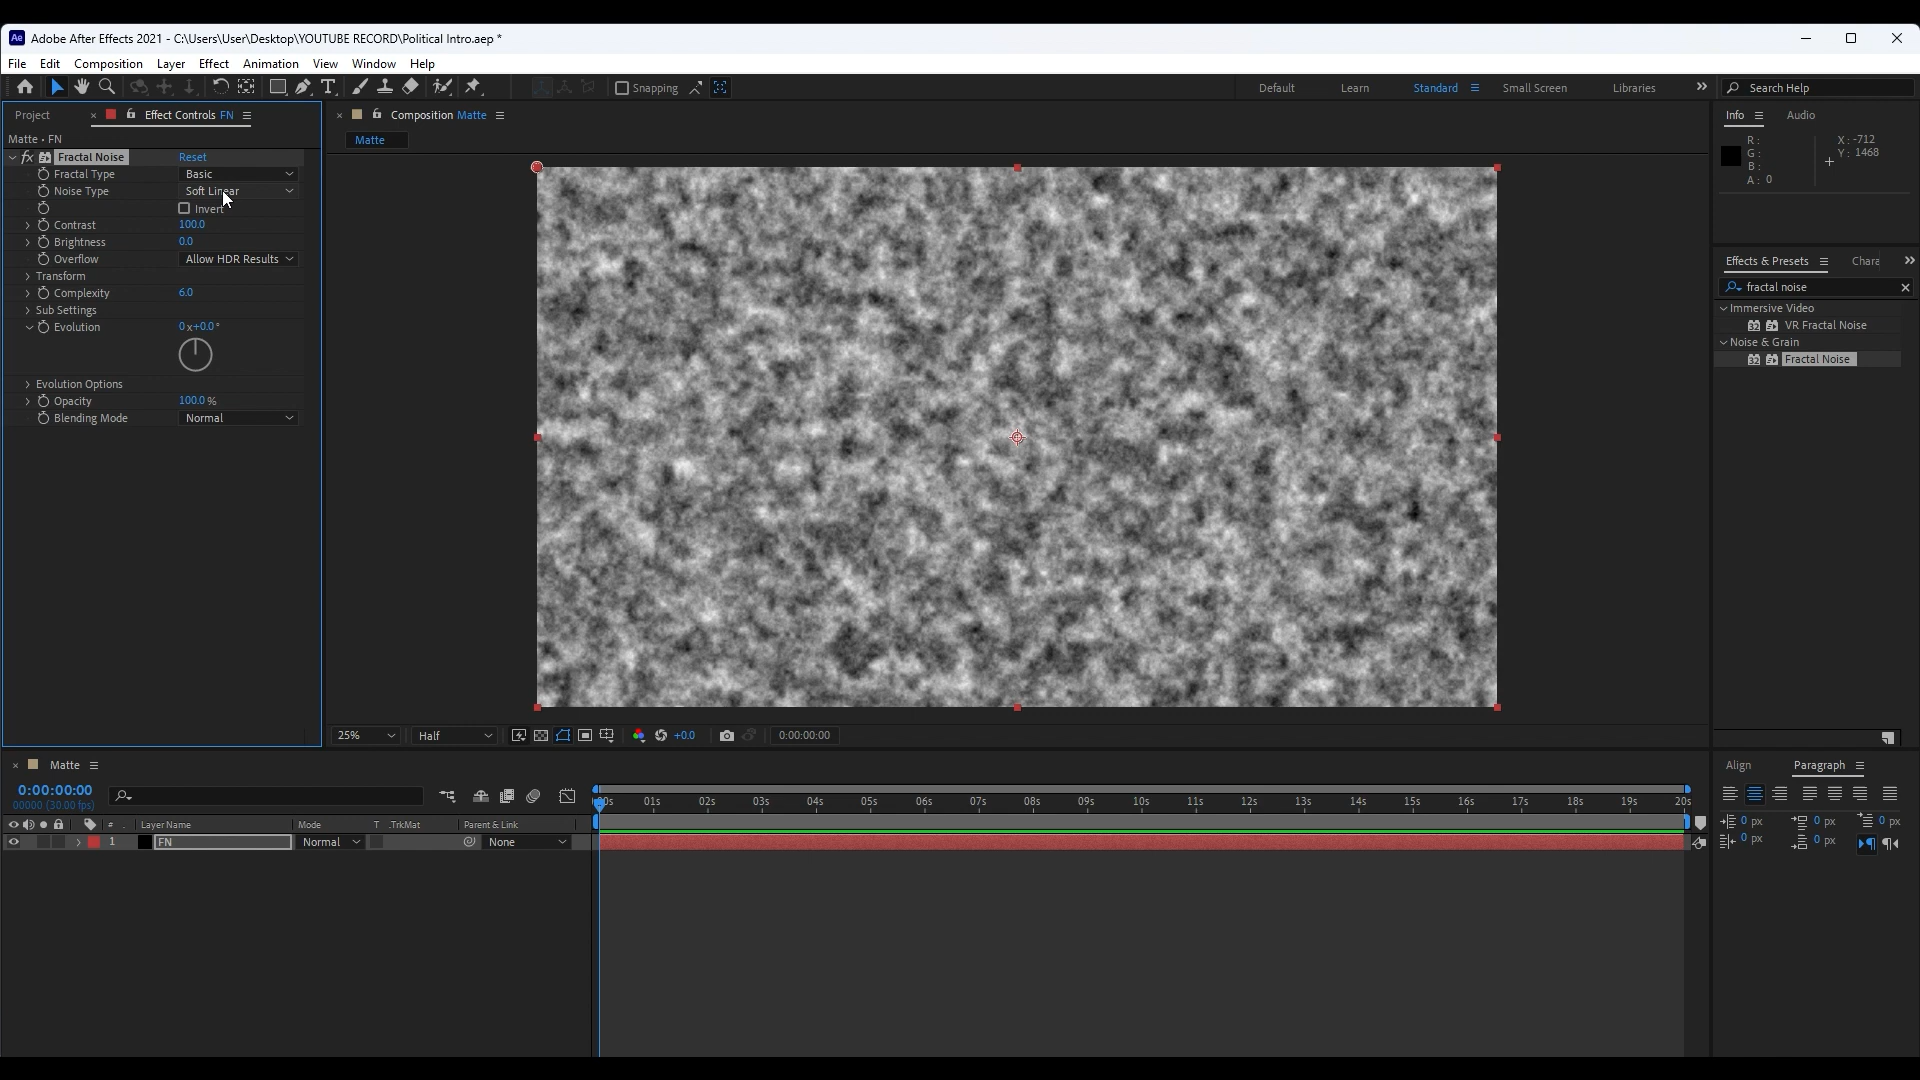 Ae Adobe After Effects 2021 - C:\Users\User\Desktop\YOUTUBE RECORD\Political Intro.aep *
File Edit Composition Layer Effect Animation View Window Help
Snapping Default Learn Standard Small Screen Libraries Search Help
Project Effect Controls FN
Matte • FN
fx Fractal Noise Reset
Fractal Type Basic
Noise Type Soft Linear
Invert
Contrast 100.0
Brightness 0.0
Overflow Allow HDR Results
Transform
Complexity 6.0
Sub Settings
Evolution 0x+0.0°
Evolution Options
Opacity 100.0%
Blending Mode Normal
Composition Matte
Matte
25% Half +0.0 0:00:00:00
Info Audio
R: X: -712
G: Y: 1468
B:
A: 0
Effects & Presets Chara
fractal noise
Immersive Video
32 VR Fractal Noise
Noise & Grain
32 Fractal Noise
Matte
0:00:00:00
00000 (30.00 fps)
00s 01s 02s 03s 04s 05s 06s 07s 08s 09s 10s 11s 12s 13s 14s 15s 16s 17s 18s 19s 20s
# Layer Name Mode T .TrkMat Parent & Link
1 FN Normal None
Align Paragraph
0 px 0 px 0 px
0 px 0 px